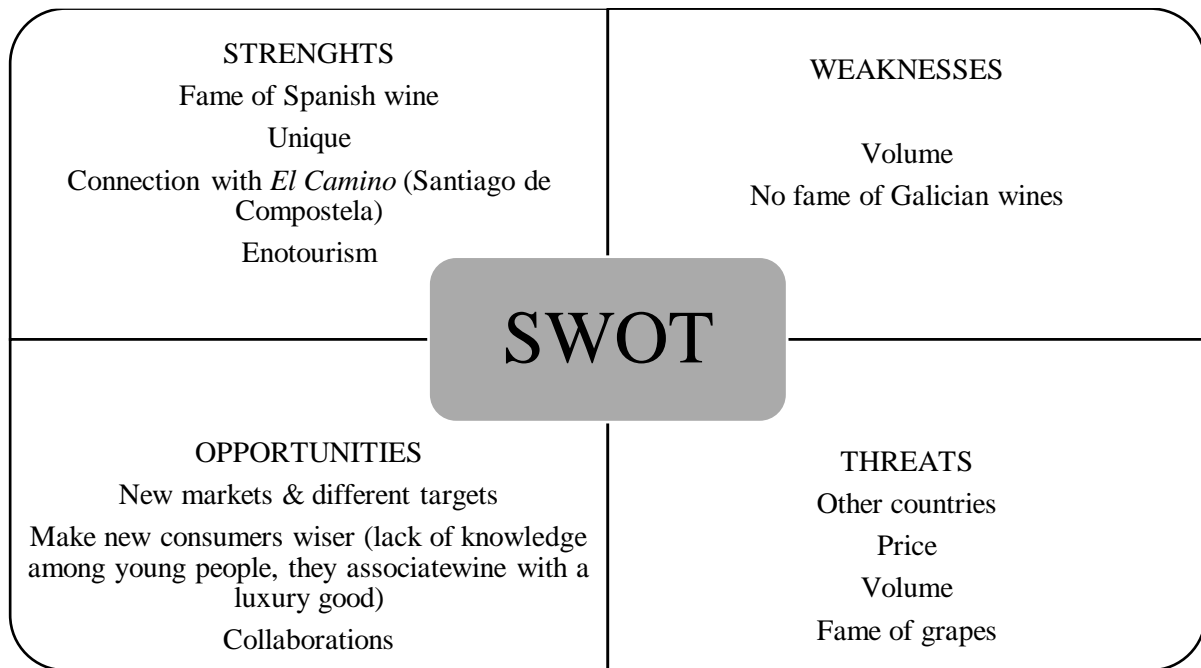 STRENGHTS
Fame of Spanish wine
Unique
Connection with El Camino (Santiago de
Compostela)
Enotourism
WEAKNESSES
Volume
No fame of Galician wines
SWOT
OPPORTUNITIES
New markets & different targets
Make new consumers wiser (lack of knowledge
among young people, they associatewine with a
luxury good)
Collaborations
THREATS
Other countries
Price
Volume
Fame of grapes